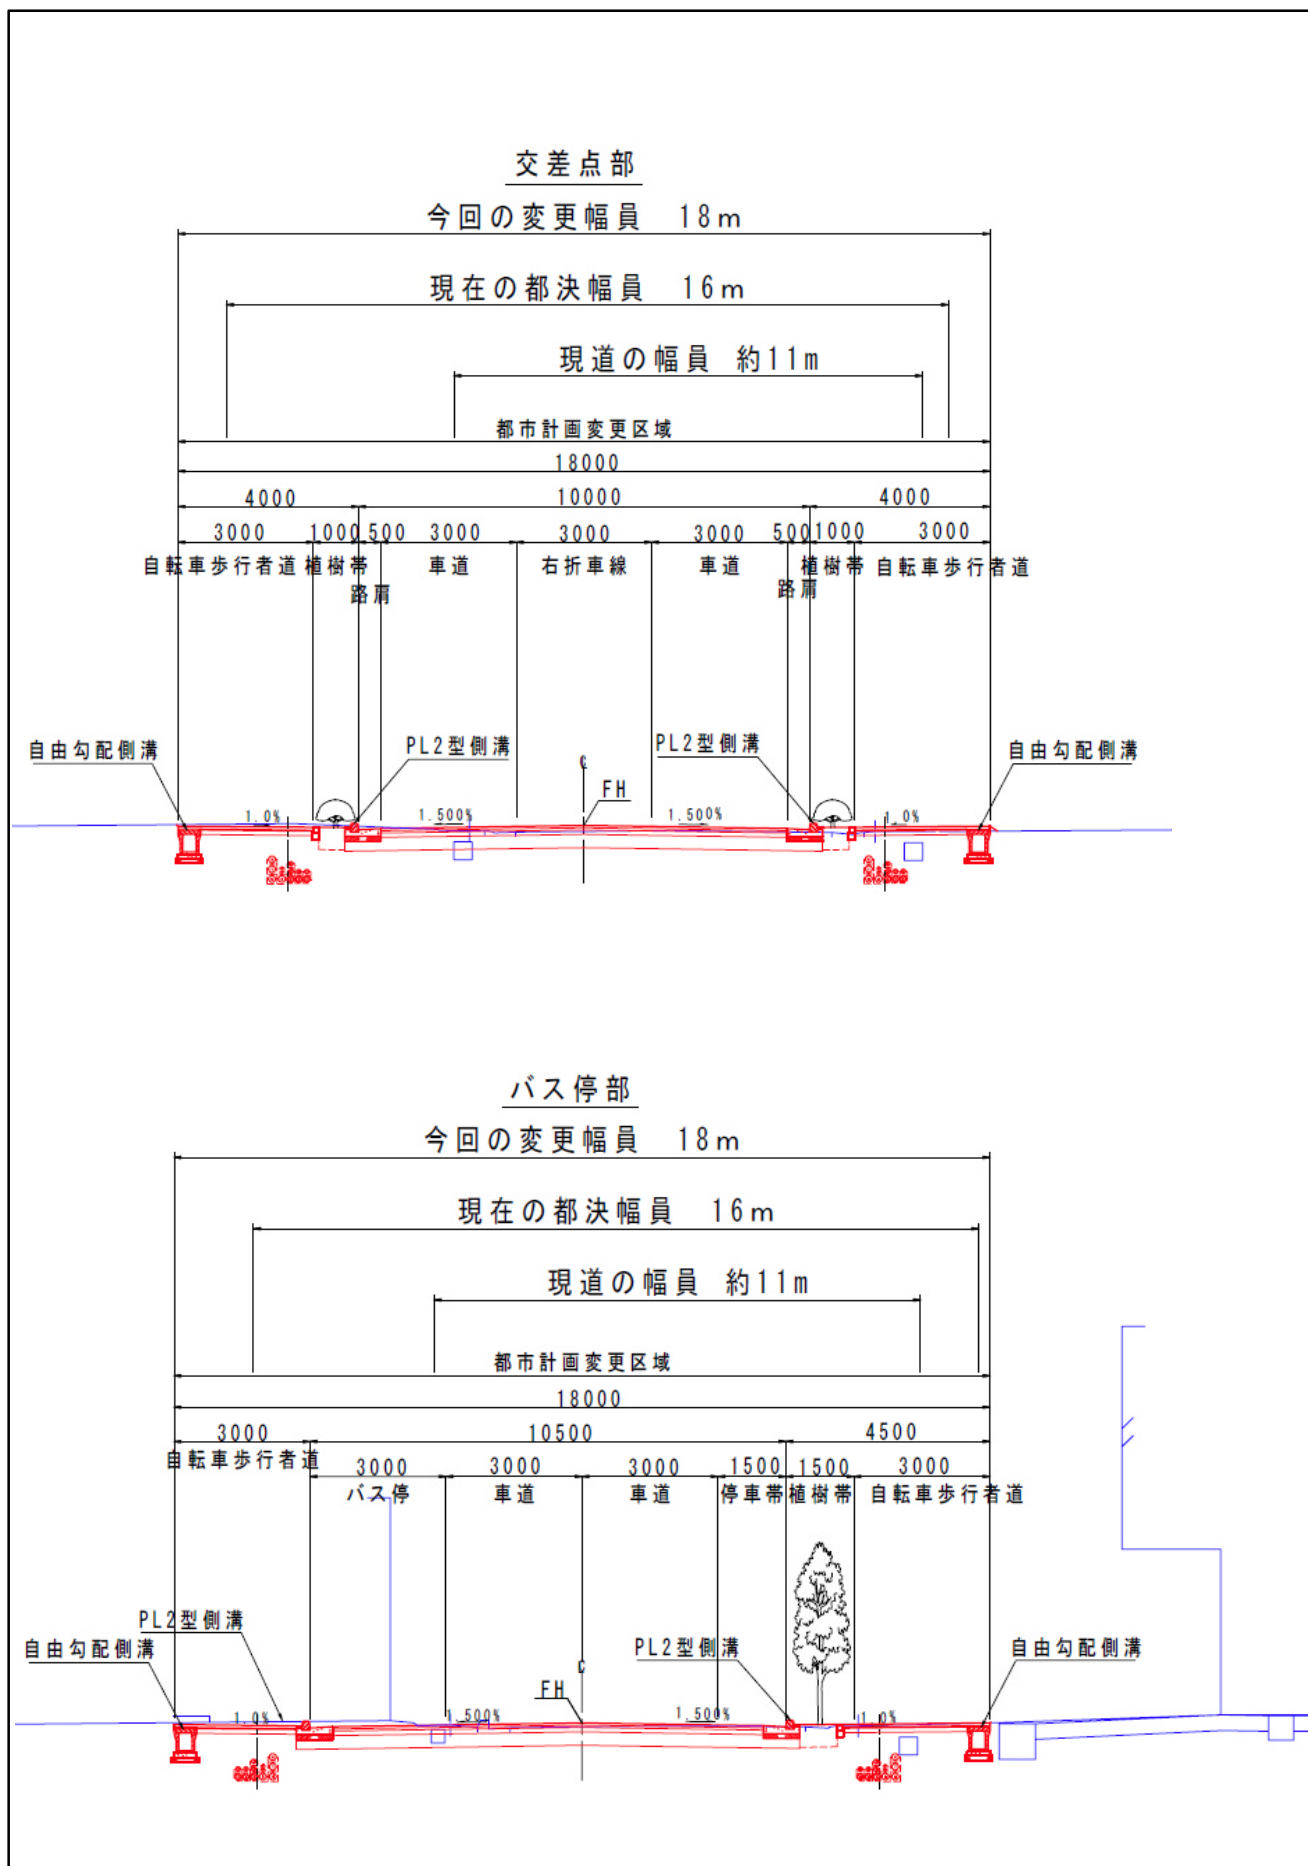 交差点部
今回の変更幅員 18m
現在の都決幅員 16m
現道の幅員 約11m
都市計画変更区域
18000
4000 10000 4000
3000 1000 500 3000 3000 3000 500 1000 3000
自転車歩行者道 植樹帯 路肩 車道 右折車線 車道 路肩 植樹帯 自転車歩行者道
自由勾配側溝 PL2型側溝 PL2型側溝 自由勾配側溝
FH
1.0% 1.500% 1.500% 1.0%
バス停部
今回の変更幅員 18m
現在の都決幅員 16m
現道の幅員 約11m
都市計画変更区域
18000
3000 10500 4500
自転車歩行者道
3000 3000 3000 1500 1500 3000
バス停 車道 車道 停車帯 植樹帯 自転車歩行者道
PL2型側溝
自由勾配側溝 PL2型側溝 自由勾配側溝
FH
1.0% 1.500% 1.500% 1.0%